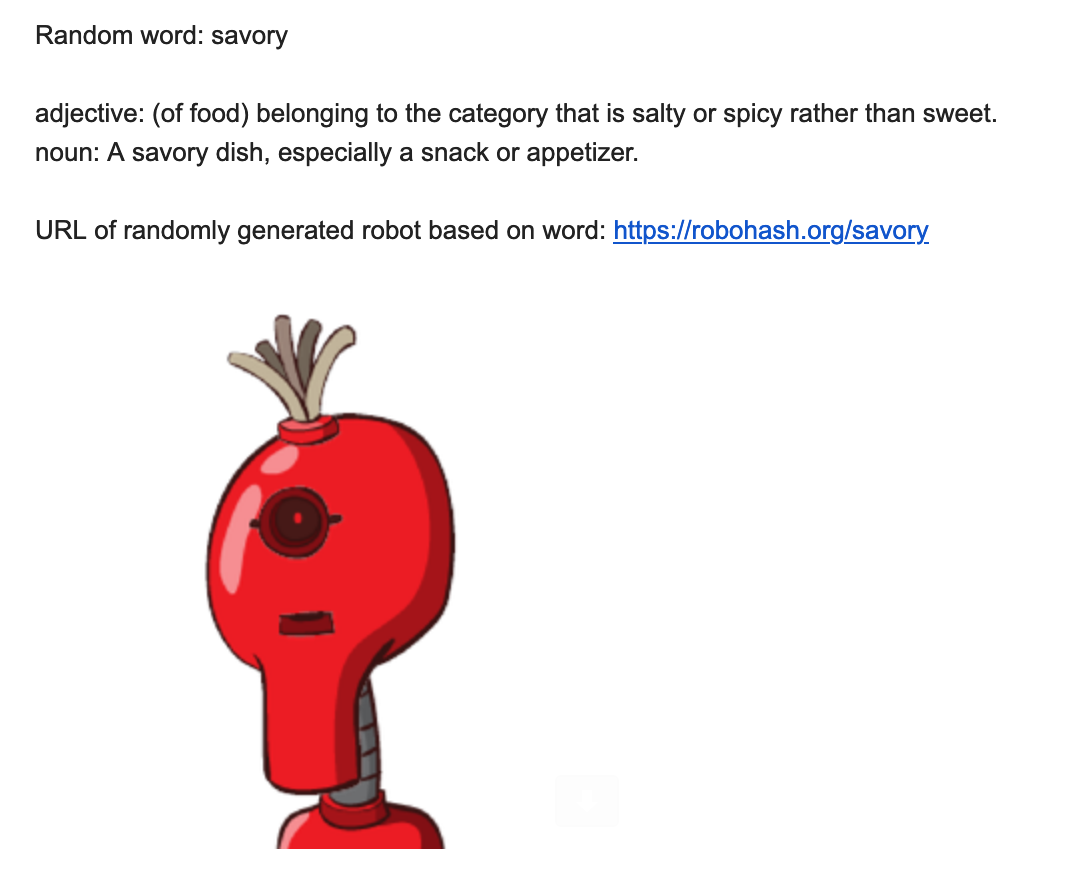 Random word: savory
adjective: (of food) belonging to the category that is salty or spicy rather than sweet.
noun: A savory dish, especially a snack or appetizer.
URL of randomly generated robot based on word: https://robohash.org/savory